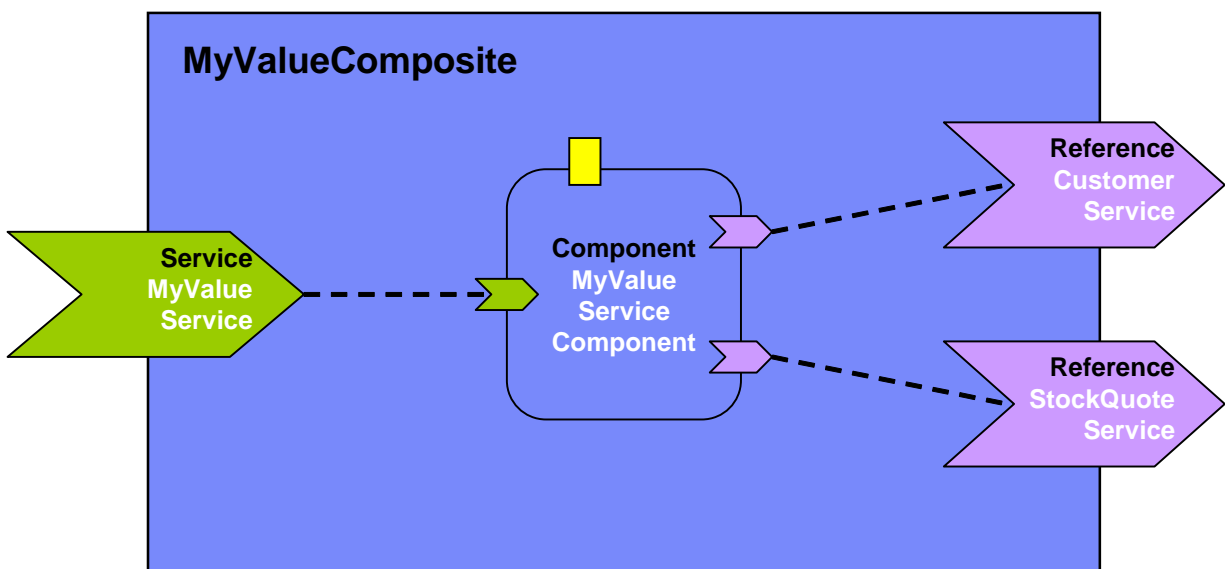 MyValueComposite
Service
MyValue
Service
Component
MyValue
Service
Component
Reference
Customer
Service
Reference
StockQuote
Service